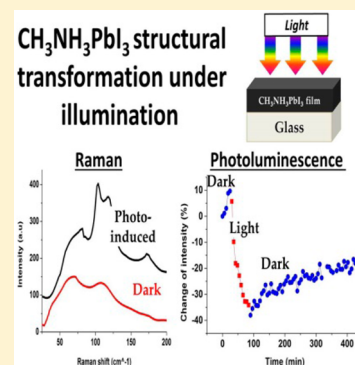 CH3NH3PbI3 structural
transformation under
illumination
Light
CH3NH3PbI3 film
Glass
Raman
Photoluminescence
Intensity (a.u)
400
300
200
100
0
Photo-
induced
Dark
50
100
150
200
Raman shift (cm^-1)
Change of intensity (%)
10
0
-10
-20
-30
-40
Dark
Light
Dark
0
100
200
300
400
Time (min)